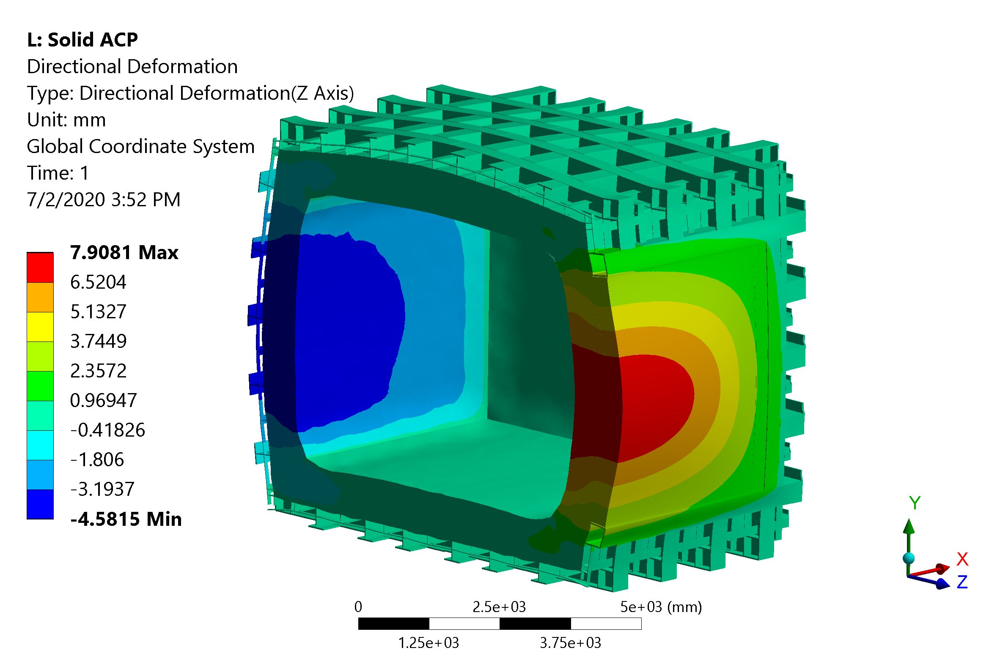 L: Solid ACP
Directional Deformation
Type: Directional Deformation(Z Axis)
Unit: mm
Global Coordinate System
Time: 1
7/2/2020 3:52 PM
7.9081 Max
6.5204
5.1327
3.7449
2.3572
0.96947
-0.41826
-1.806
-3.1937
-4.5815 Min
Y
X
Z
0 2.5e+03 5e+03 (mm)
1.25e+03 3.75e+03